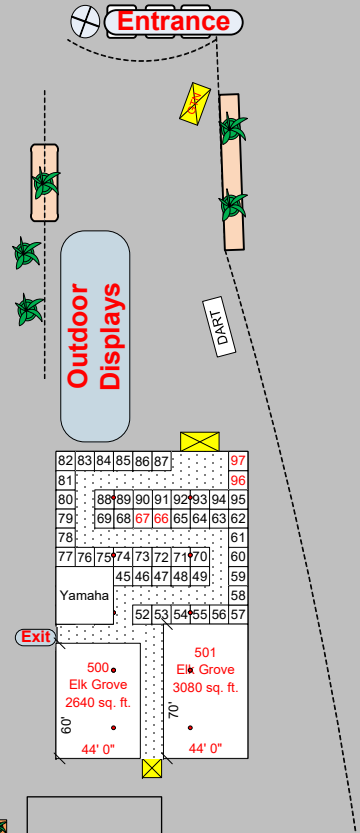 Entrance
OPEN
DART
Outdoor
Displays
82 83 84 85 86 87 97
81 96
80 88 89 90 91 92 93 94 95
79 69 68 67 66 65 64 63 62
78 61
77 76 75 74 73 72 71 70 60
45 46 47 48 49 59
Yamaha
58
52 53 54 55 56 57
Exit
500
Elk Grove
2640 sq. ft.
60'
44' 0"
501
Elk Grove
3080 sq. ft.
70'
44' 0"